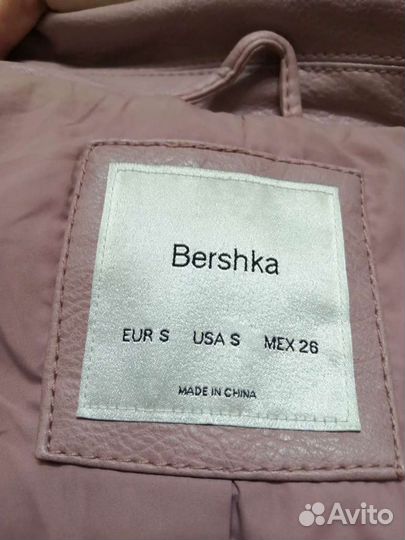 Bershka
EUR S USA S MEX 26
MADE IN CHINA
Avito